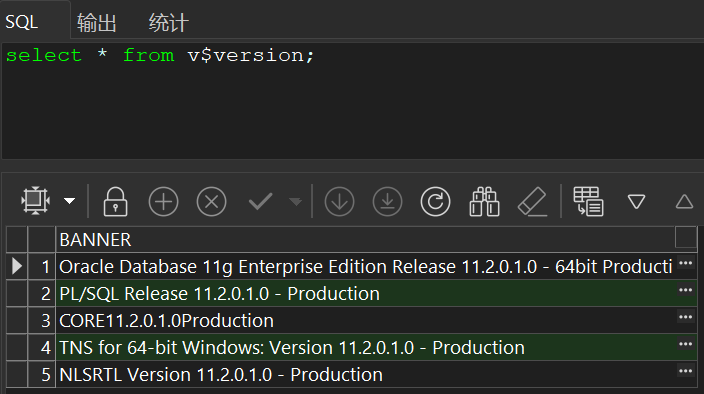 SQL 输出 统计
select * from v$version;
BANNER
1 Oracle Database 11g Enterprise Edition Release 11.2.0.1.0 - 64bit Producti ...
2 PL/SQL Release 11.2.0.1.0 - Production ...
3 CORE11.2.0.1.0Production ...
4 TNS for 64-bit Windows: Version 11.2.0.1.0 - Production ...
5 NLSRTL Version 11.2.0.1.0 - Production ...